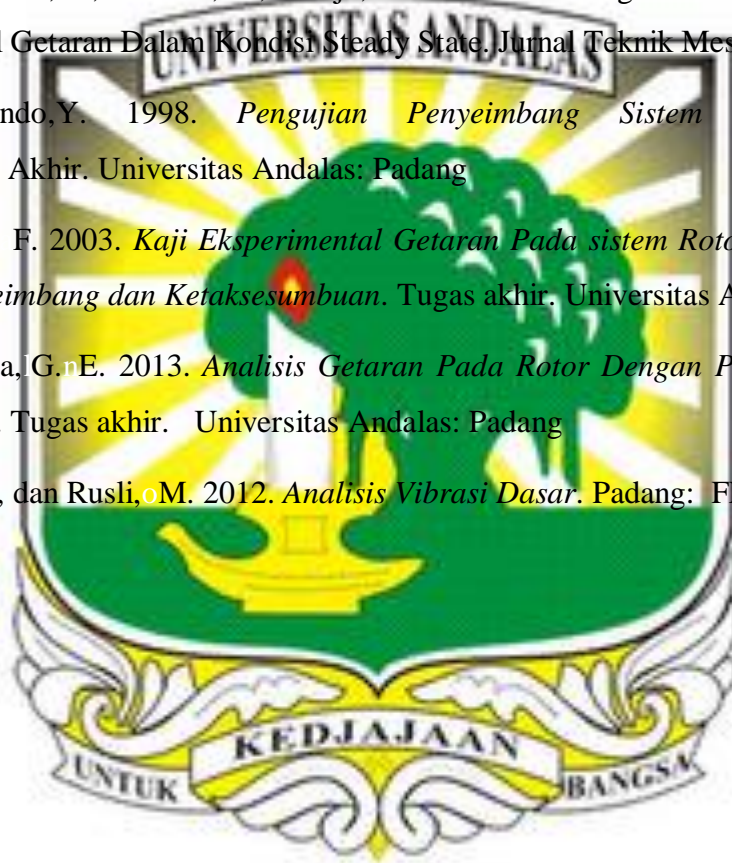 Getaran Dalam Kondisi Steady State. Jurnal Teknik Mes
UNIVERSITAS ANDALAS
ndo,Y. 1998. Pengujian Penyeimbang Sistem
Akhir. Universitas Andalas: Padang
F. 2003. Kaji Eksperimental Getaran Pada sistem Roto
eimbang dan Ketaksesumbuan. Tugas akhir. Universitas A
a, G. E. 2013. Analisis Getaran Pada Rotor Dengan P
Tugas akhir. Universitas Andalas: Padang
, dan Rusli, M. 2012. Analisis Vibrasi Dasar. Padang: F
KEDJAJAAN
UNTUK BANGSA